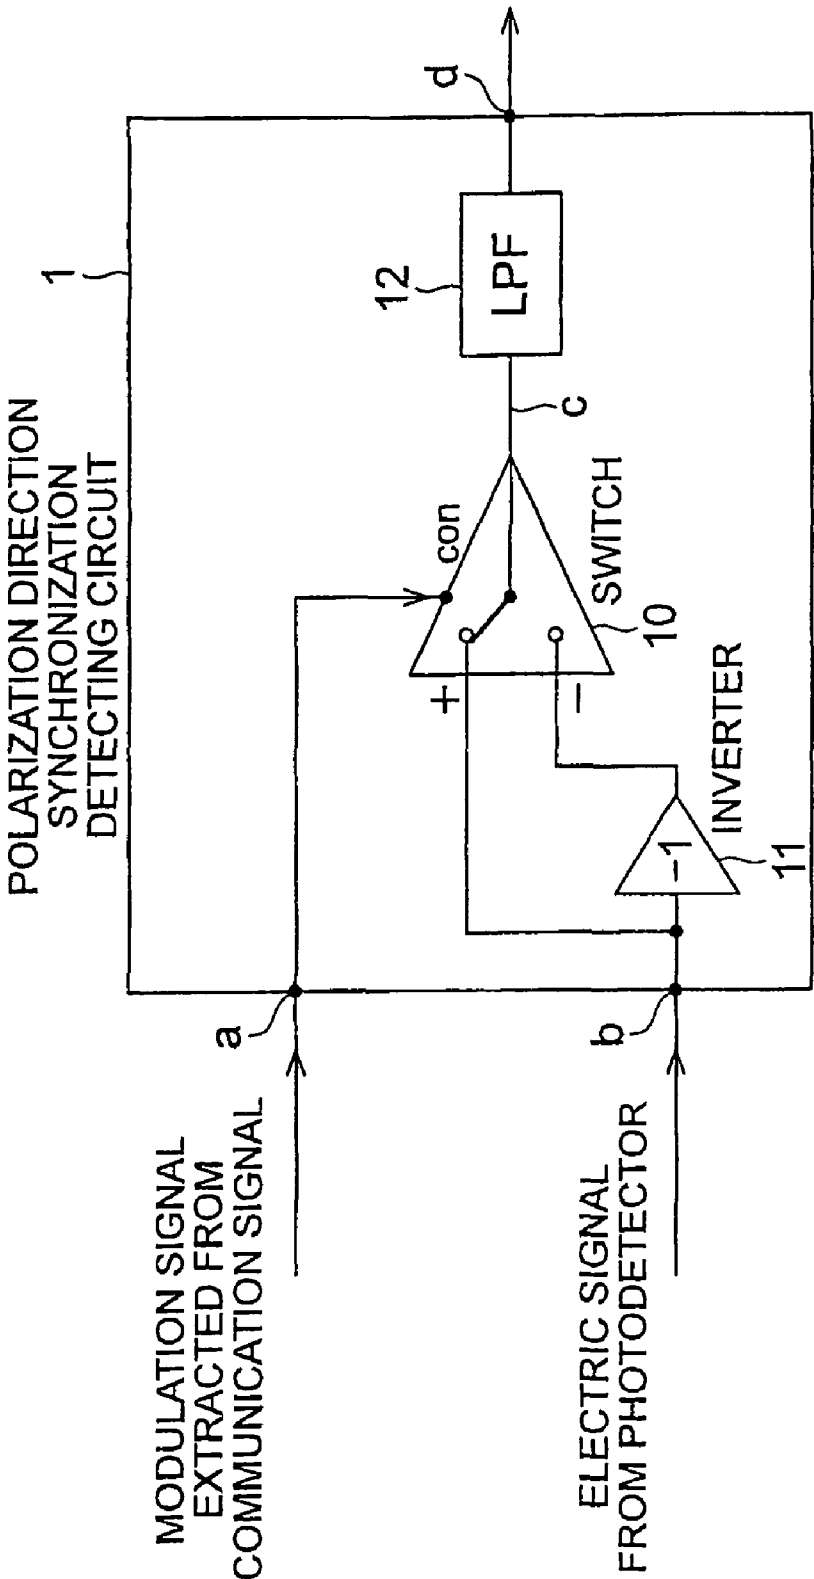 POLARIZATION DIRECTION
SYNCHRONIZATION
DETECTING CIRCUIT
1
MODULATION SIGNAL
EXTRACTED FROM
COMMUNICATION SIGNAL
a
con
12
LPF
d
+
−
c
SWITCH
10
ELECTRIC SIGNAL
FROM PHOTODETECTOR
b
−1
INVERTER
11